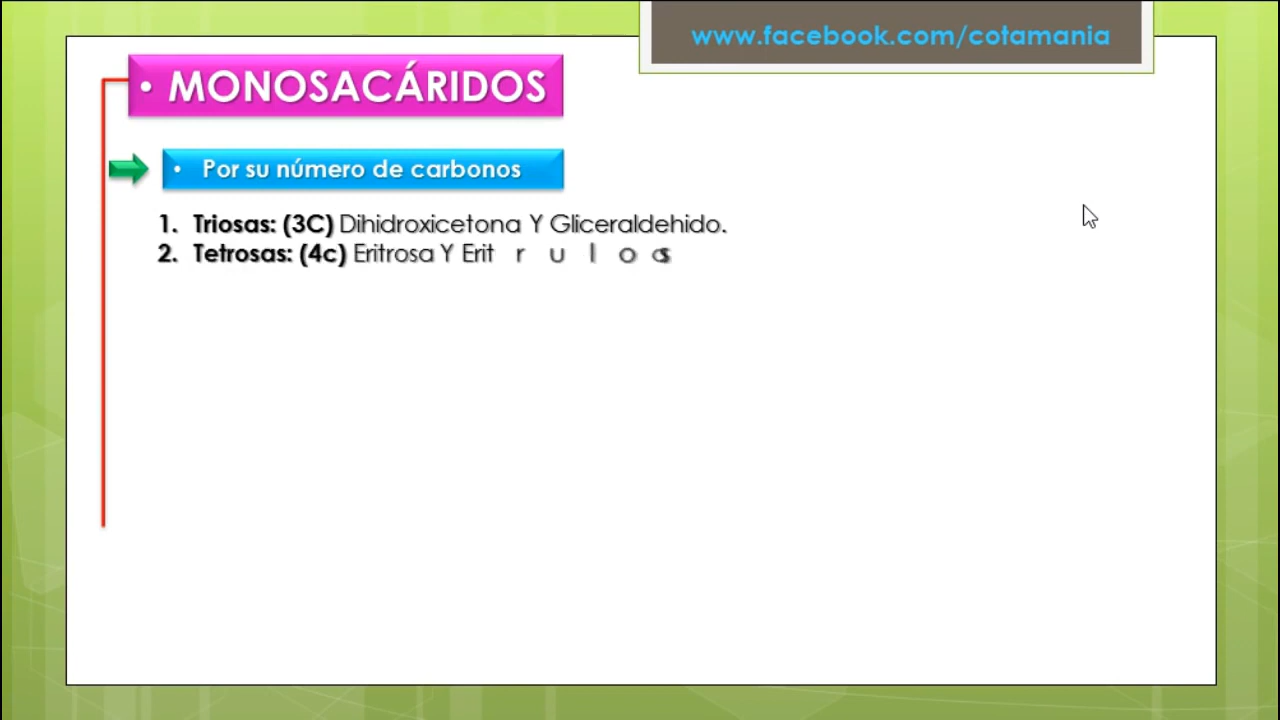 www.facebook.com/cotamania
• MONOSACÁRIDOS
• Por su número de carbonos
1. Triosas: (3C) Dihidroxicetona Y Gliceraldehido.
2. Tetrosas: (4c) Eritrosa Y Erit r u l o s